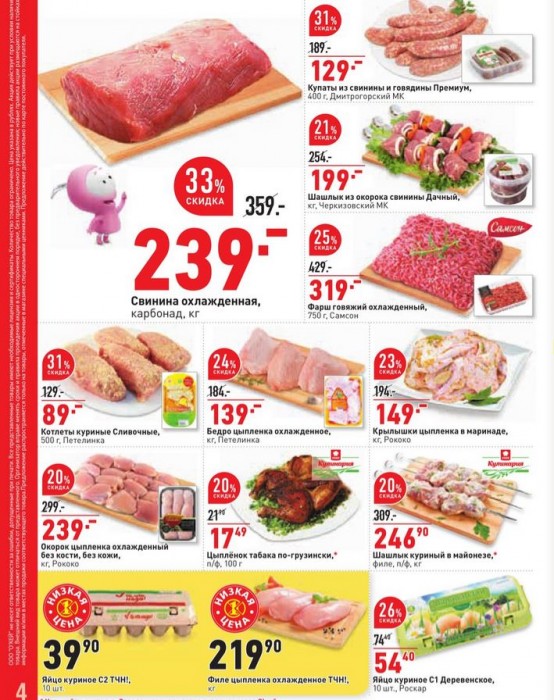 31%
СКИДКА
189.-
129.-
Купаты из свинины и говядины Премиум,
400 г, Дмитрогорский МК
21%
СКИДКА
254.-
199.-
Шашлык из окорока свинины Дачный,
кг, Черкизовский МК
33%
СКИДКА
359.-
239.-
Свинина охлажденная,
карбонад, кг
Самсон
25%
СКИДКА
429.-
319.-
Фарш говяжий охлажденный,
750 г, Самсон
31%
СКИДКА
129.-
89.-
Котлеты куриные Сливочные,
500 г, Петелинка
24%
СКИДКА
184.-
139.-
Бедро цыпленка охлажденное,
кг, Петелинка
23%
СКИДКА
194.-
149.-
Крылышки цыпленка в маринаде,
кг, Рококо
20%
СКИДКА
299.-
239.-
Окорок цыпленка охлажденный
без кости, без кожи,
кг, Рококо
Кулинария
20%
СКИДКА
17 49
Цыплёнок табака по-грузински,*
п/ф, 100 г
Кулинария
20%
СКИДКА
309.-
246 90
Шашлык куриный в майонезе,*
филе, п/ф, кг
НИЗКАЯ
ЦЕНА
39 90
Яйцо куриное С2 ТЧН!,
10 шт.
НИЗКАЯ
ЦЕНА
219 90
Филе цыпленка охлажденное ТЧН!,
кг
26%
СКИДКА
74 40
54 40
Яйцо куриное С1 Деревенское,
10 шт., Роскар
4